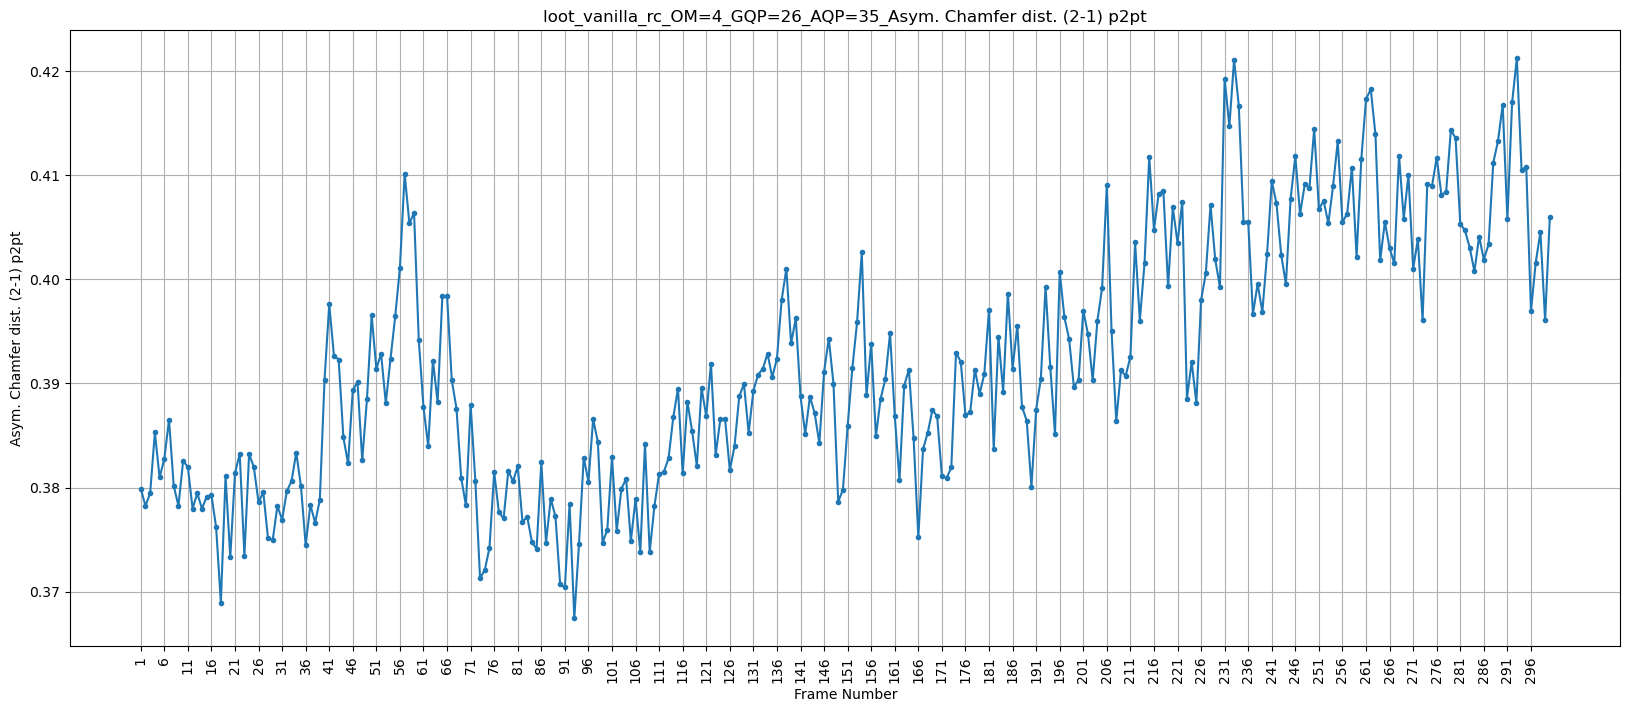 loot_vanilla_rc_OM=4_GQP=26_AQP=35_Asym. Chamfer dist. (2-1) p2pt
0.42
0.41
0.40
0.39
0.38
0.37
Asym. Chamfer dist. (2-1) p2pt
1 6 11 16 21 26 31 36 41 46 51 56 61 66 71 76 81 86 91 96 101 106 111 116 121 126 131 136 141 146 151 156 161 166 171 176 181 186 191 196 201 206 211 216 221 226 231 236 241 246 251 256 261 266 271 276 281 286 291 296
Frame Number